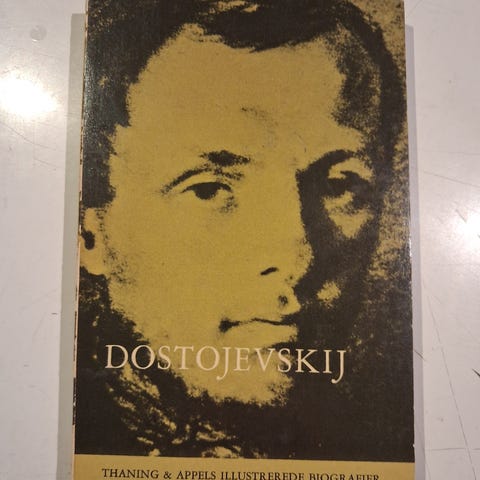 DOSTOJEVSKIJ
THANING & APPELS ILLUSTREREDE BIOGRAFIER